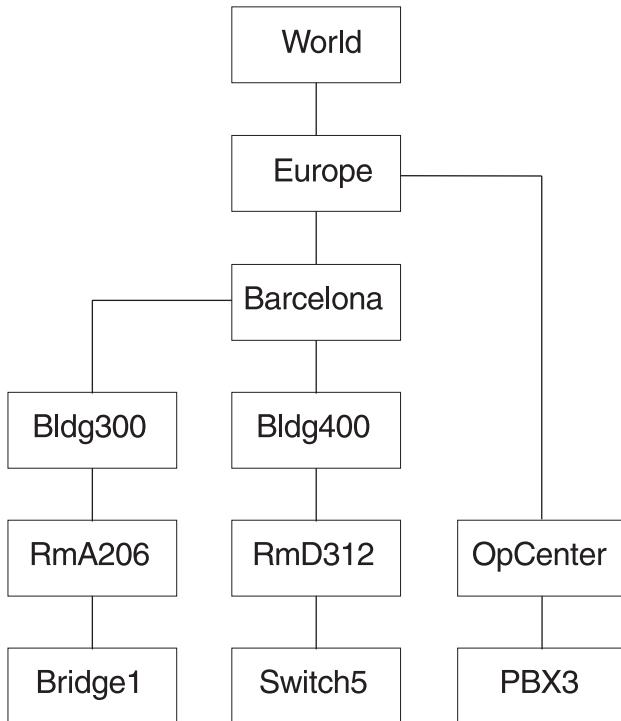 World
Europe
Barcelona
Bldg300
Bldg400
RmA206
RmD312
OpCenter
Bridge1
Switch5
PBX3